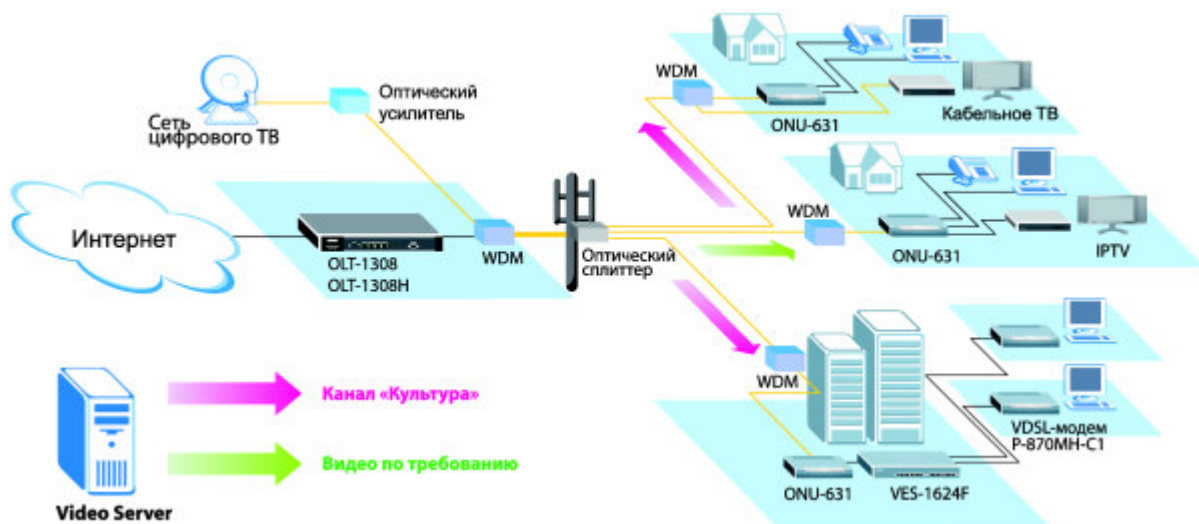 Сеть
цифрового ТВ
Оптический
усилитель
Интернет
OLT-1308
OLT-1308H
WDM
Оптический
сплиттер
WDM
ONU-631
Кабельное ТВ
WDM
ONU-631
IPTV
WDM
ONU-631
VES-1624F
VDSL-модем
P-870MH-C1
Video Server
Канал «Культура»
Видео по требованию